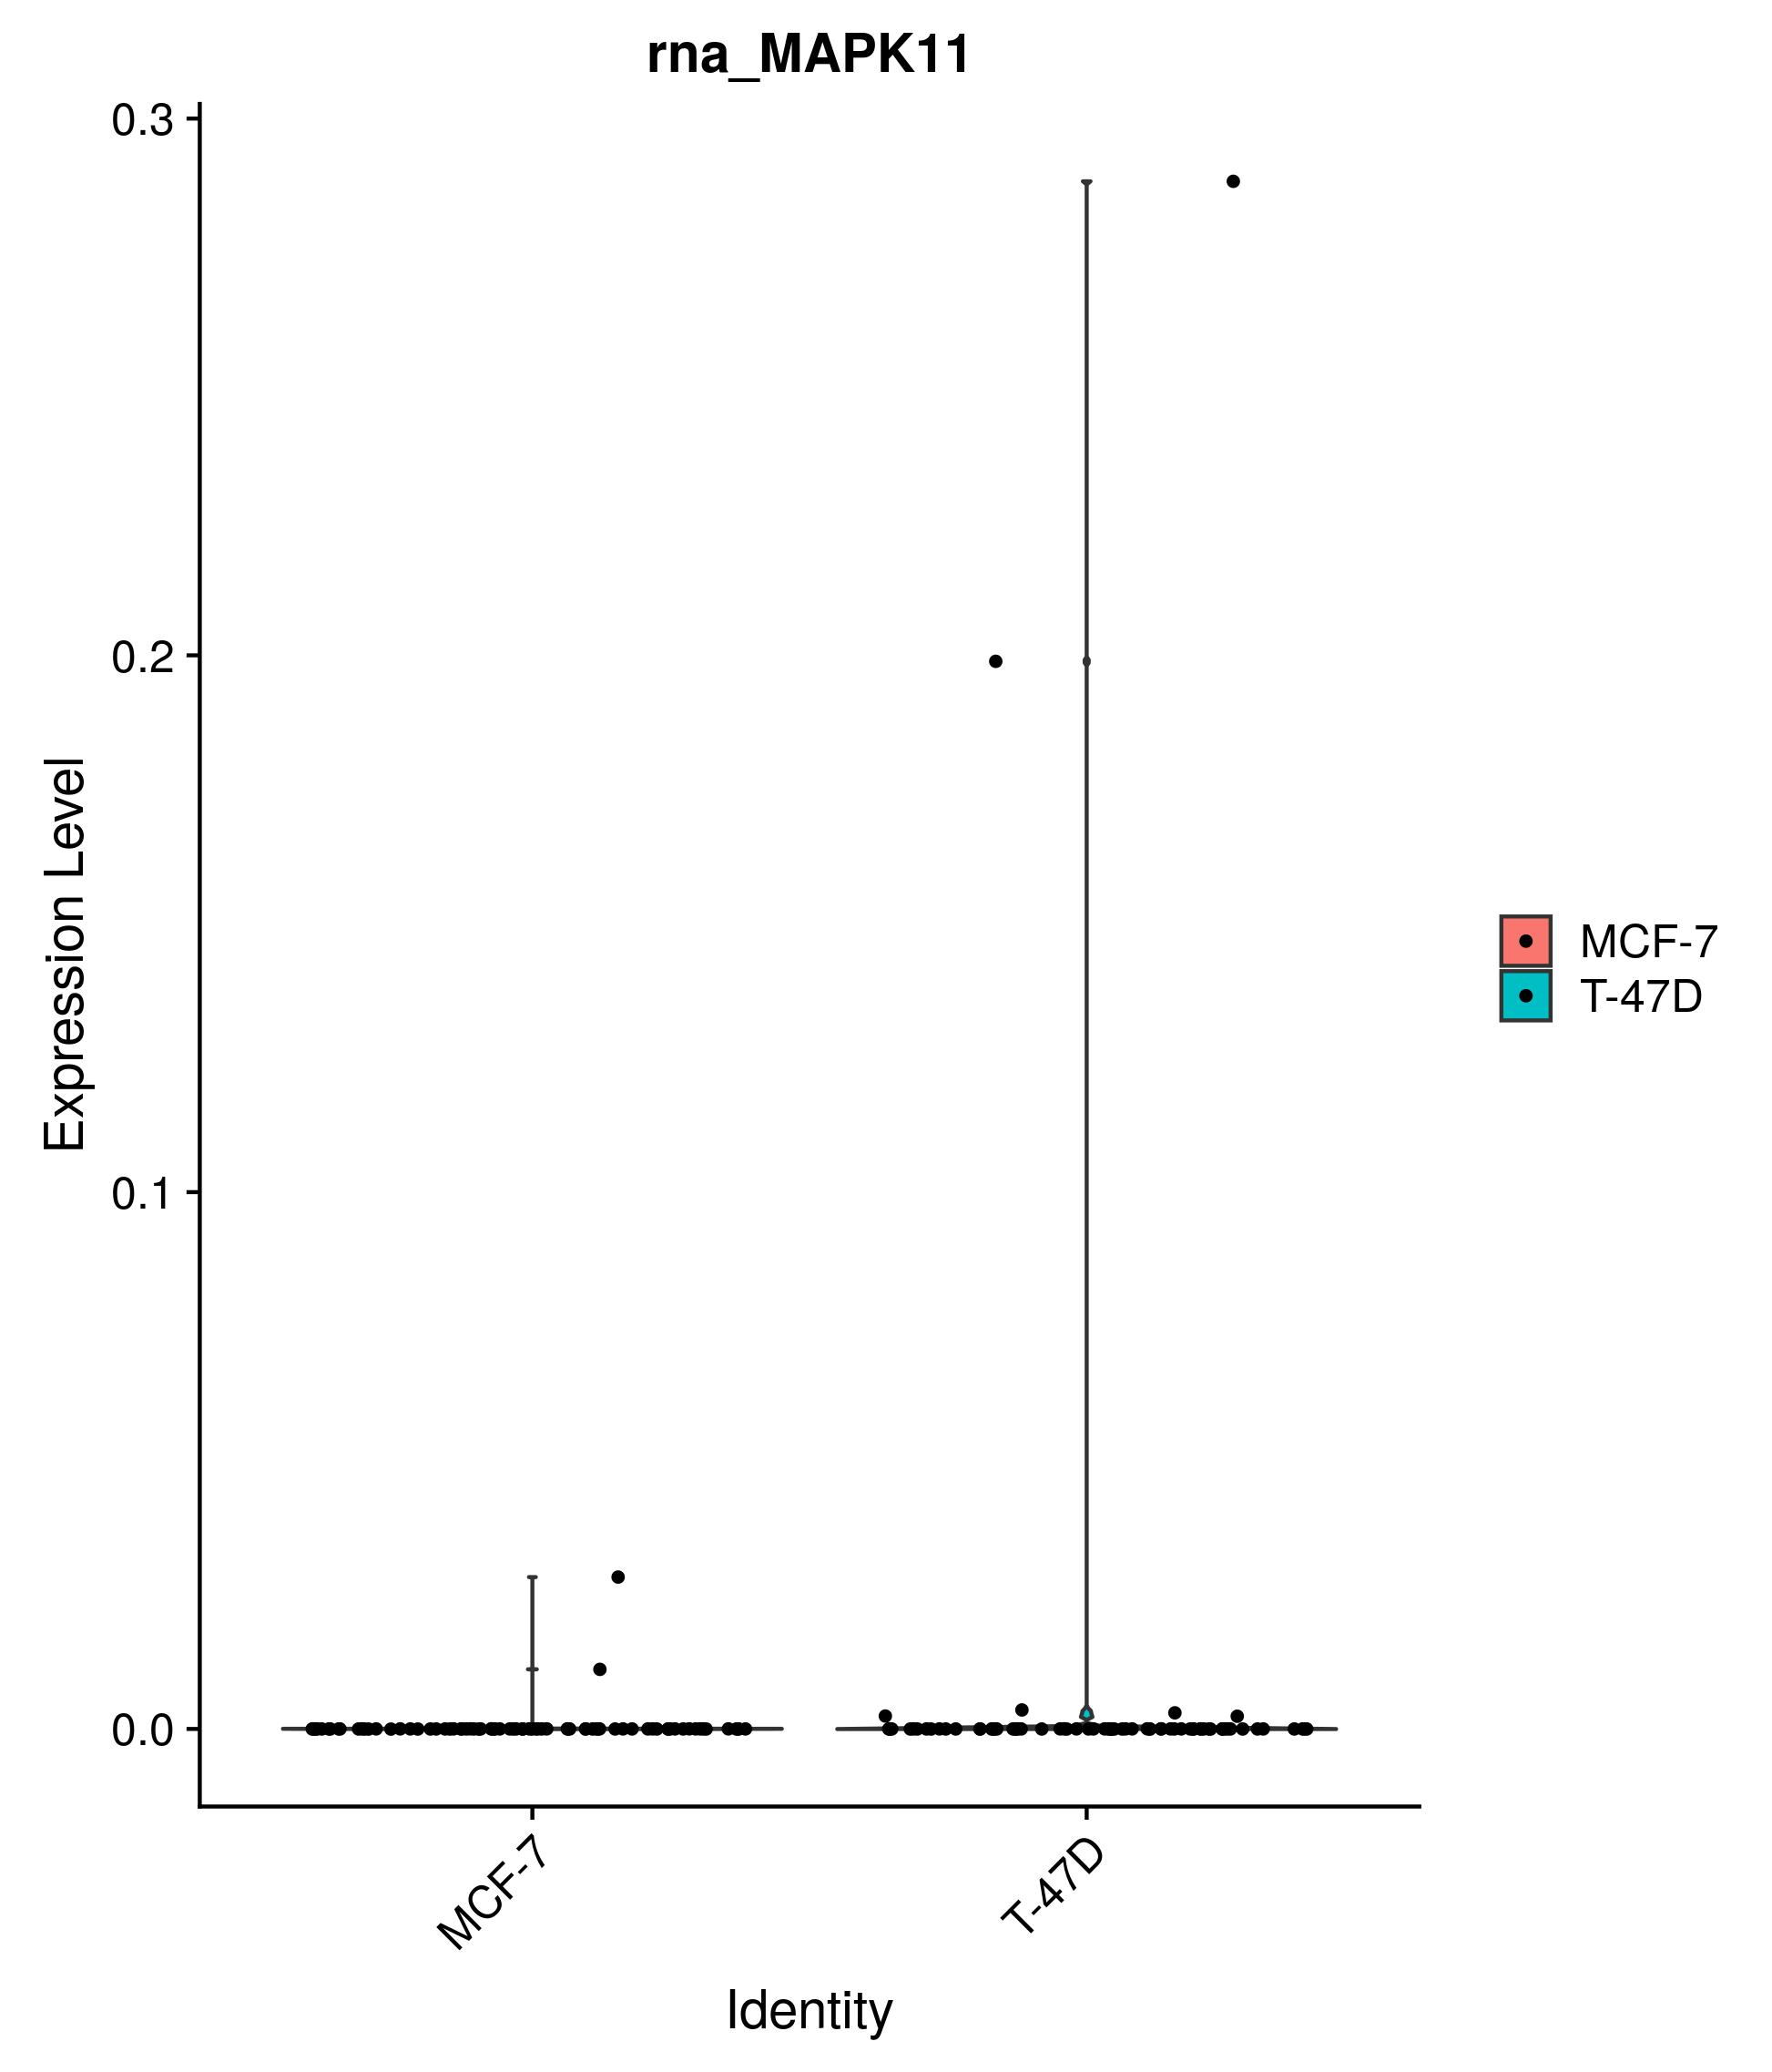 rna_MAPK11
0.3
0.2
0.1
0.0
Expression Level
MCF-7
T-47D
Identity
MCF-7
T-47D